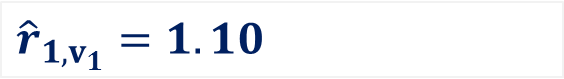 r̂₁,ᵥ₁ = 1.10